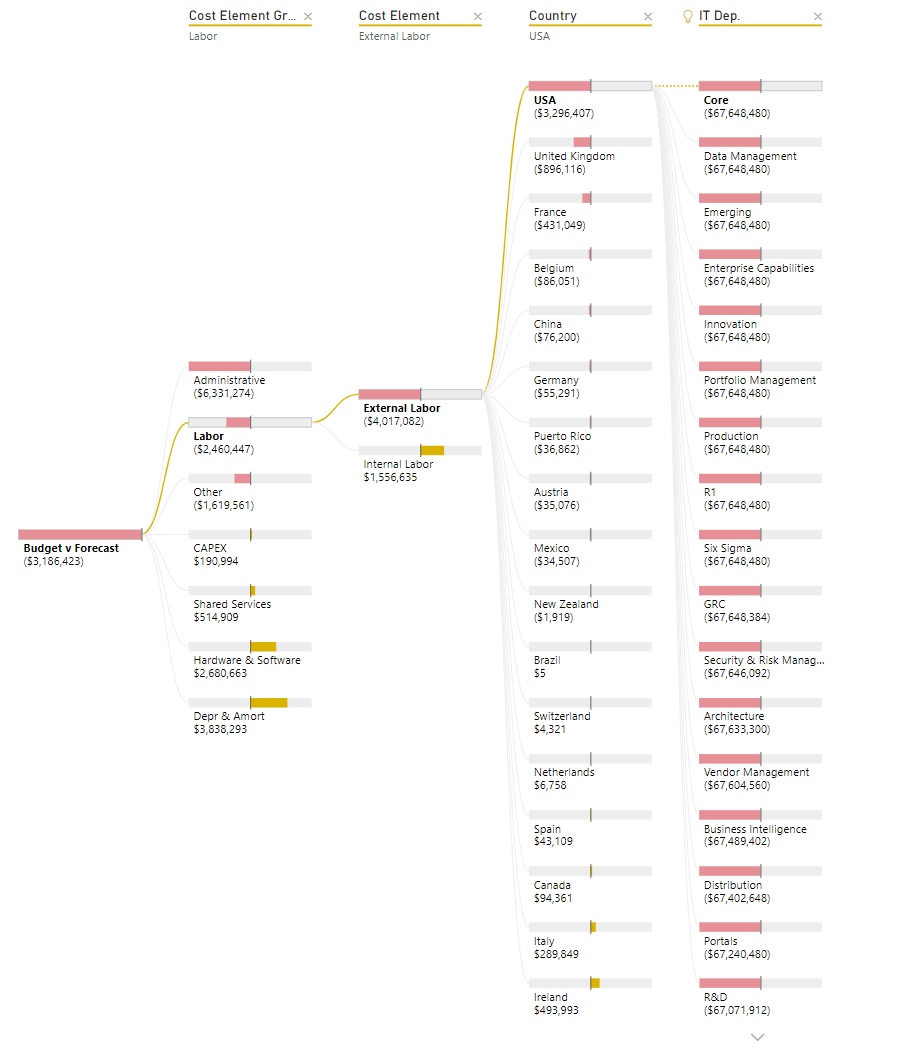 Cost Element Gr... ×
Labor
Cost Element ×
External Labor
Country ×
USA
IT Dep. ×
Budget v Forecast
($3,186,423)
Administrative
($6,331,274)
Labor
($2,460,447)
Other
($1,619,561)
CAPEX
$190,994
Shared Services
$514,909
Hardware & Software
$2,680,663
Depr & Amort
$3,838,293
External Labor
($4,017,082)
Internal Labor
$1,556,635
USA
($3,296,407)
United Kingdom
($896,116)
France
($431,049)
Belgium
($86,051)
China
($76,200)
Germany
($55,291)
Puerto Rico
($36,862)
Austria
($35,076)
Mexico
($34,507)
New Zealand
($1,919)
Brazil
$5
Switzerland
$4,321
Netherlands
$6,758
Spain
$43,109
Canada
$94,361
Italy
$289,849
Ireland
$493,993
Core
($67,648,480)
Data Management
($67,648,480)
Emerging
($67,648,480)
Enterprise Capabilities
($67,648,480)
Innovation
($67,648,480)
Portfolio Management
($67,648,480)
Production
($67,648,480)
R1
($67,648,480)
Six Sigma
($67,648,480)
GRC
($67,648,384)
Security & Risk Manag...
($67,646,092)
Architecture
($67,633,300)
Vendor Management
($67,604,560)
Business Intelligence
($67,489,402)
Distribution
($67,402,648)
Portals
($67,240,480)
R&D
($67,071,912)